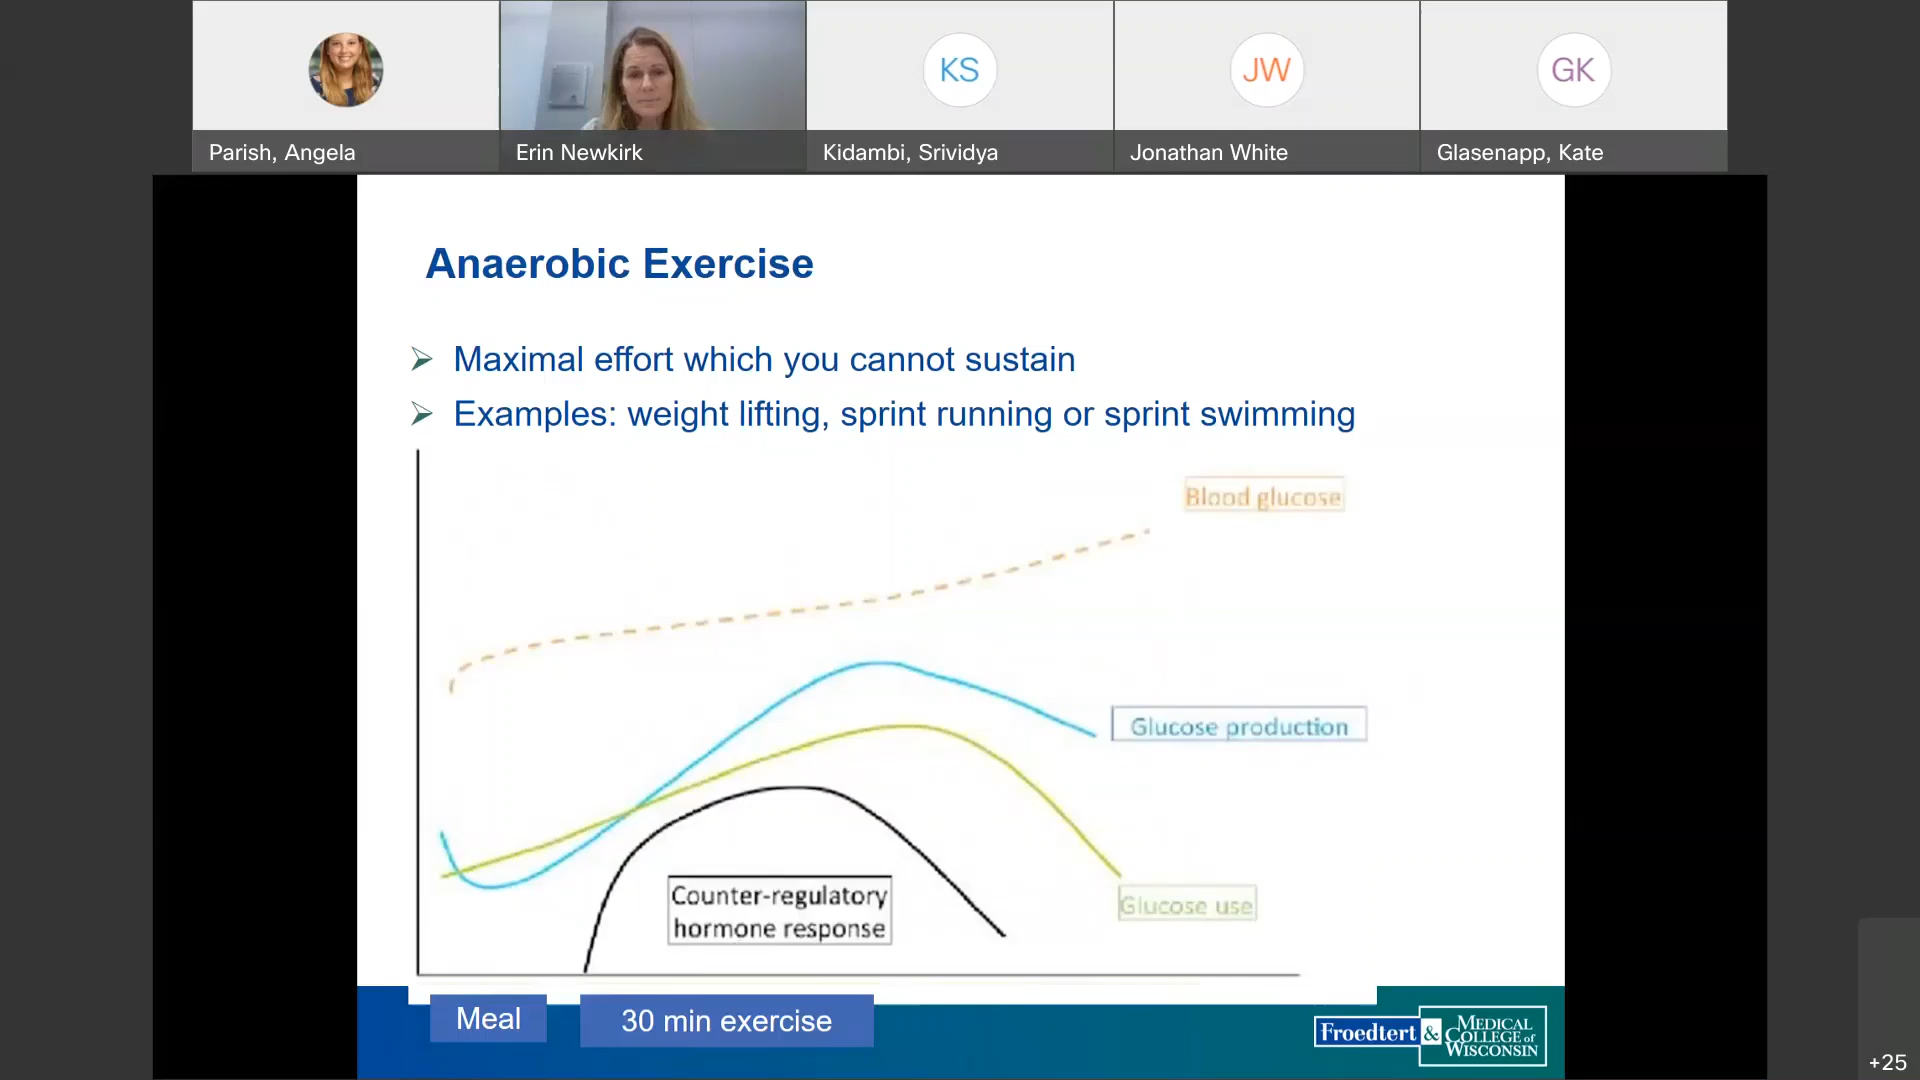 KS
JW
GK
Parish, Angela
Erin Newkirk
Kidambi, Srividya
Jonathan White
Glasenapp, Kate
Anaerobic Exercise
Maximal effort which you cannot sustain
Examples: weight lifting, sprint running or sprint swimming
Blood glucose
Glucose production
Counter-regulatory
hormone response
Glucose use
Meal
30 min exercise
Froedtert & MEDICAL
COLLEGE of
WISCONSIN
+25